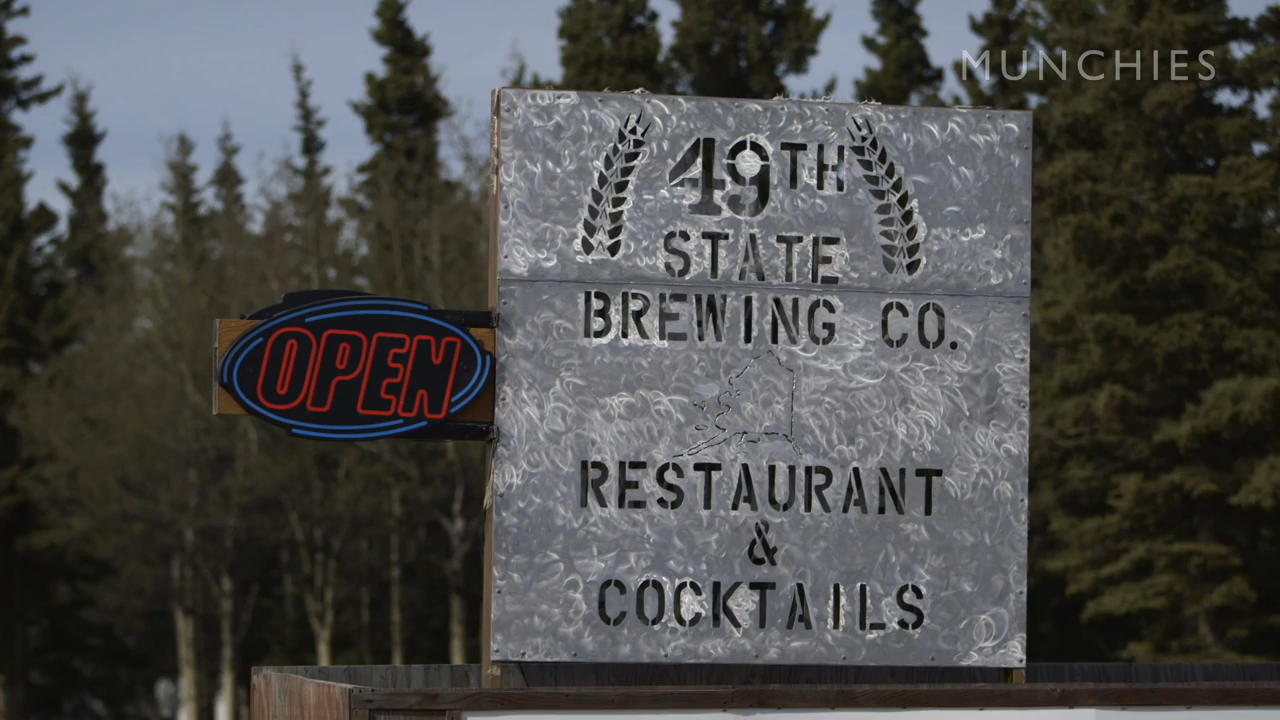 MUNCHIES
49TH
STATE
BREWING CO.
OPEN
RESTAURANT
&
COCKTAILS